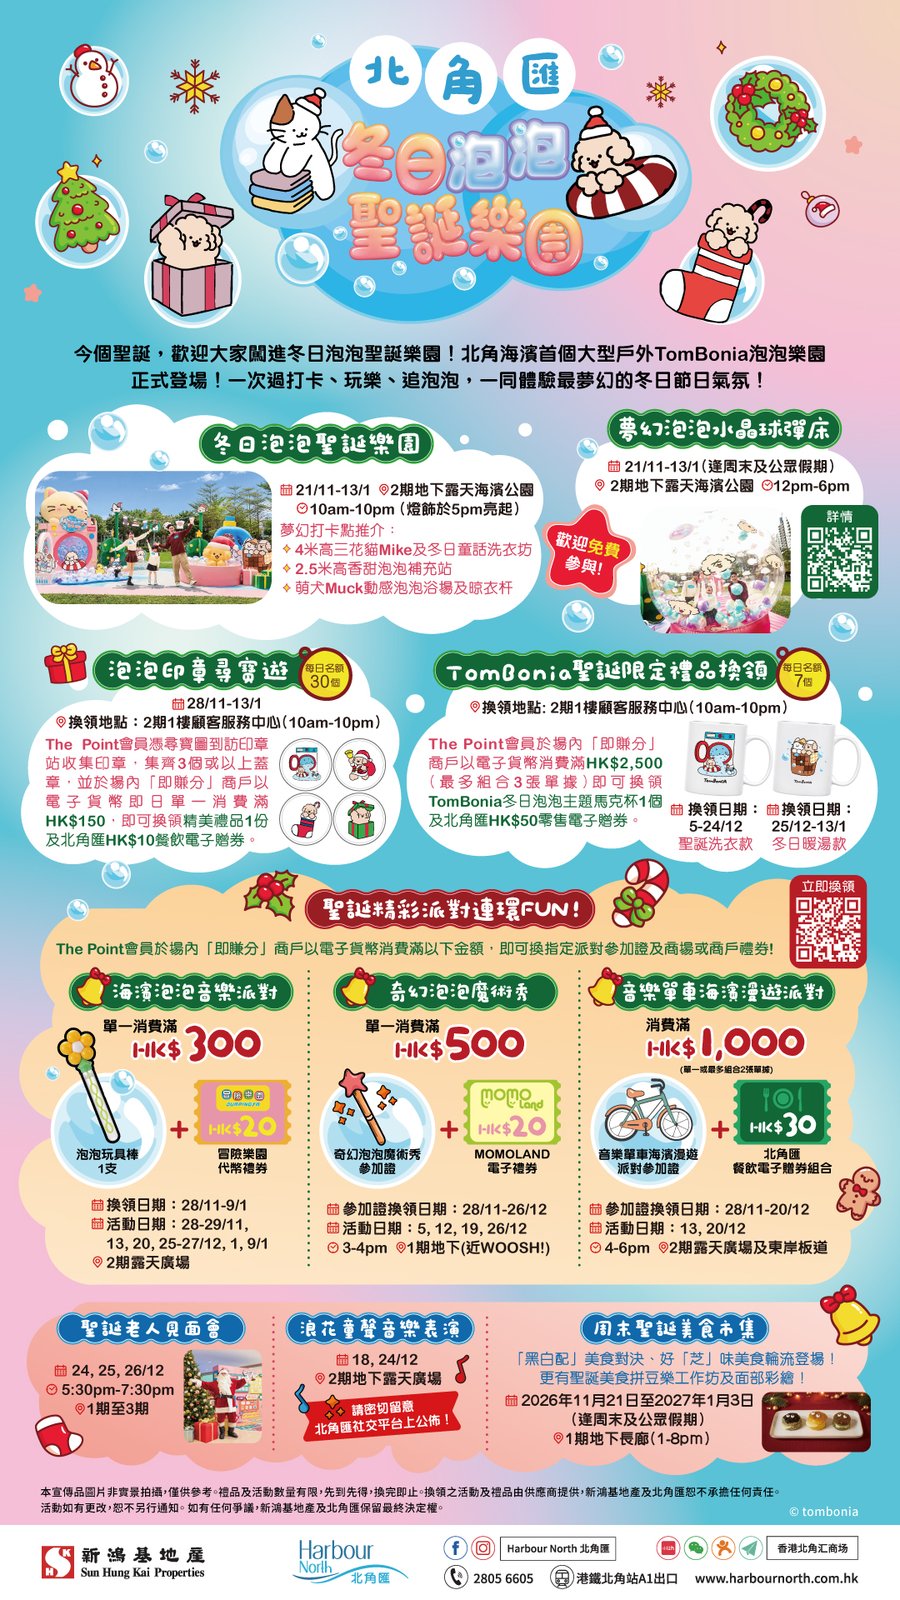 北角匯
冬日泡泡
聖誕樂園
今個聖誕，歡迎大家闖進冬日泡泡聖誕樂園！北角海濱首個大型戶外TomBonia泡泡樂園
正式登場！一次過打卡、玩樂、追泡泡，一同體驗最夢幻的冬日節日氣氛！
冬日泡泡聖誕樂園
21/11-13/1 2期地下露天海濱公園
10am-10pm（燈飾於5pm亮起）
夢幻打卡點推介：
4米高三花貓Mike及冬日童話洗衣坊
2.5米高香甜泡泡補充站
萌犬Muck動感泡泡浴場及晾衣杆
夢幻泡泡水晶球彈床
21/11-13/1（逢周末及公眾假期）
2期地下露天海濱公園 12pm-6pm
歡迎免費
參與!
詳情
泡泡印章尋寶遊
每日名額
30個
28/11-13/1
換領地點：2期1樓顧客服務中心(10am-10pm)
The Point會員憑尋寶圖到訪印章
站收集印章，集齊3個或以上蓋
章，並於場內「即賺分」商戶以
電子貨幣即日單一消費滿
HK$150，即可換領精美禮品1份
及北角匯HK$10餐飲電子贈券。
TomBonia聖誕限定禮品換領
每日名額
7個
換領地點: 2期1樓顧客服務中心(10am-10pm)
The Point會員於場內「即賺分」
商戶以電子貨幣消費滿HK$2,500
（最多組合3張單據）即可換領
TomBonia冬日泡泡主題馬克杯1個
及北角匯HK$50零售電子贈券。
TomBonia
TomBonia
換領日期：
5-24/12
聖誕洗衣款
換領日期：
25/12-13/1
冬日暖湯款
聖誕精彩派對連環FUN!
立即換領
The Point會員於場內「即賺分」商戶以電子貨幣消費滿以下金額，即可換指定派對參加證及商場或商戶禮券!
海濱泡泡音樂派對
單一消費滿
HK$300
泡泡玩具棒
1支
+
冒險樂園
HK$20
冒險樂園
代幣禮券
換領日期：28/11-9/1
活動日期：28-29/11,
13, 20, 25-27/12, 1, 9/1
2期露天廣場
奇幻泡泡魔術秀
單一消費滿
HK$500
奇幻泡泡魔術秀
參加證
+
MOMO
Land
HK$20
MOMOLAND
電子禮券
參加證換領日期：28/11-26/12
活動日期：5, 12, 19, 26/12
3-4pm 1期地下(近WOOSH!)
音樂單車海濱漫遊派對
消費滿
HK$1,000
(單一或最多組合2張單據)
音樂單車海濱漫遊
派對參加證
+
HK$30
北角匯
餐飲電子贈券組合
參加證換領日期：28/11-20/12
活動日期：13, 20/12
4-6pm 2期露天廣場及東岸板道
聖誕老人見面會
24, 25, 26/12
5:30pm-7:30pm
1期至3期
浪花童聲音樂表演
18, 24/12
2期地下露天廣場
請密切留意
北角匯社交平台上公佈！
周末聖誕美食市集
「黑白配」美食對決、好「芝」味美食輪流登場！
更有聖誕美食拼豆樂工作坊及面部彩繪！
2026年11月21日至2027年1月3日
（逢周末及公眾假期）
1期地下長廊(1-8pm)
本宣傳品圖片非實景拍攝，僅供參考。禮品及活動數量有限，先到先得，換完即止。換領之活動及禮品由供應商提供，新鴻基地產及北角匯恕不承擔任何責任。
活動如有更改，恕不另行通知。如有任何爭議，新鴻基地產及北角匯保留最終決定權。
© tombonia
新鴻基地產
Sun Hung Kai Properties
Harbour
North
北角匯
Harbour North 北角匯
香港北角汇商场
2805 6605 港鐵北角站A1出口 www.harbournorth.com.hk